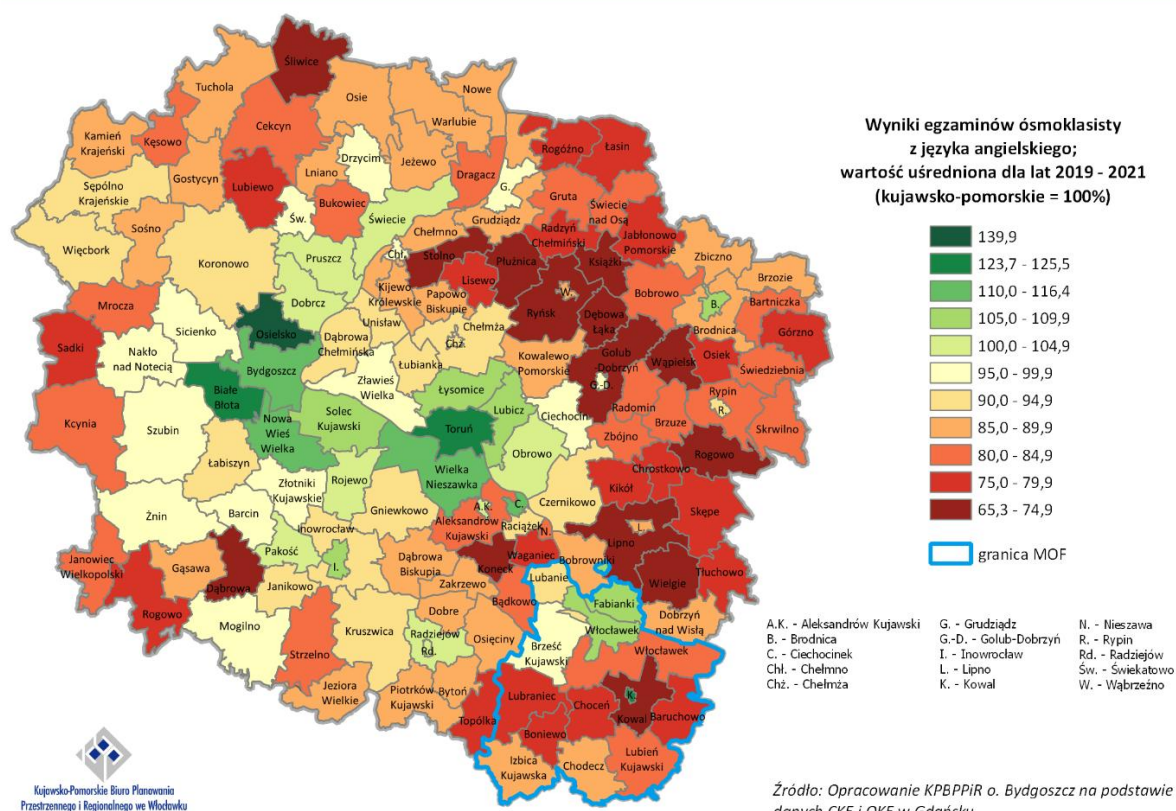 Śliwice
Tuchola
Osie
Nowe
Warlubie
Cekcyn
Kęsowo
Kamień
Krajeński
Drzycim
Jeżewo
Rogóźno
Łasin
Gostycyn
Lubiewo
Lniano
Dragacz
G.
Sępólno
Krajeńskie
Bukowiec
Gruta
Świecie
nad Osą
Św.
Świecie
Grudziądz
Sośno
Chełmno
Radzyń
Chełmiński
Jabłonowo
Pomorskie
Więcbork
Koronowo
Pruszcz
Chł.
Stolno
Płużnica
Książki
Zbiczno
Brzozie
Lisewo
Kijewo
Królewskie
Papowo
Biskupie
W.
Bobrowo
B.
Bartniczka
Mrocza
Dobrcz
Ryńsk
Dębowa
Łąka
Brodnica
Górzno
Sicienko
Osielsko
Unisław
Dąbrowa
Chełmińska
Chełmża
Chż.
Sadki
Nakło
nad Notecią
Łubianka
Kowalewo
Pomorskie
Golub
Dobrzyń
Wąpielsk
Osiek
Świedziebnia
Bydgoszcz
Zławieś
Wielka
G.-D.
Białe
Błota
Łysomice
Rypin
R.
Kcynia
Solec
Kujawski
Lubicz
Ciechocin
Radomin
Toruń
Brzuze
Skrwilno
Szubin
Nowa
Wieś
Wielka
Zbójno
Obrowo
Rogowo
Łabiszyn
Wielka
Nieszawka
Chrostkowo
Złotniki
Kujawskie
Rojewo
Kikół
Czernikowo
Skępe
Żnin
Barcin
Gniewkowo
A.K.
C.
Raciążek
Aleksandrów
Kujawski
N.
L.
Inowrocław
Pakość
I.
Lipno
Waganiec
Bobrowniki
Janowiec
Wielkopolski
Gąsawa
Dąbrowa
Dąbrowa
Biskupia
Koneck
Wielgie
Tłuchowo
Janikowo
Zakrzewo
Lubanie
Rogowo
Bądkowo
Fabianki
Dobre
Dobrzyń
nad Wisłą
Mogilno
Kruszwica
Radziejów
Rd.
Osięciny
Włocławek
Brześć
Kujawski
Strzelno
Włocławek
Jeziora
Wielkie
Piotrków
Kujawski
Bytoń
Lubraniec
K.
Topólka
Choceń
Kowal
Baruchowo
Boniewo
Izbica
Kujawska
Chodecz
Lubień
Kujawski
Wyniki egzaminów ósmoklasisty
z języka angielskiego;
wartość uśredniona dla lat 2019 - 2021
(kujawsko-pomorskie = 100%)
139,9
123,7 - 125,5
110,0 - 116,4
105,0 - 109,9
100,0 - 104,9
95,0 - 99,9
90,0 - 94,9
85,0 - 89,9
80,0 - 84,9
75,0 - 79,9
65,3 - 74,9
granica MOF
A.K. - Aleksandrów Kujawski
B. - Brodnica
C. - Ciechocinek
Chł. - Chełmno
Chż. - Chełmża
G. - Grudziądz
G.-D. - Golub-Dobrzyń
I. - Inowrocław
L. - Lipno
K. - Kowal
N. - Nieszawa
R. - Rypin
Rd. - Radziejów
Św. - Świekatowo
W. - Wąbrzeźno
Kujawsko-Pomorskie Biuro Planowania
Przestrzennego i Regionalnego we Włocławku
Źródło: Opracowanie KPBPPiR o. Bydgoszcz na podstawie
danych CKE i OKE w Gdańsku